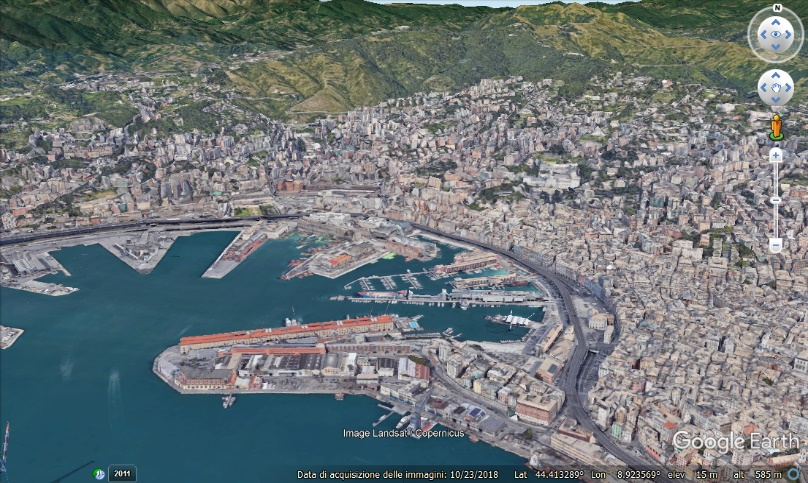 N
Image Landsat / Copernicus
Google Earth
2011
Data di acquisizione delle immagini: 10/23/2018 Lat 44.413289° Lon 8.923569° elev 15 m alt 585 m